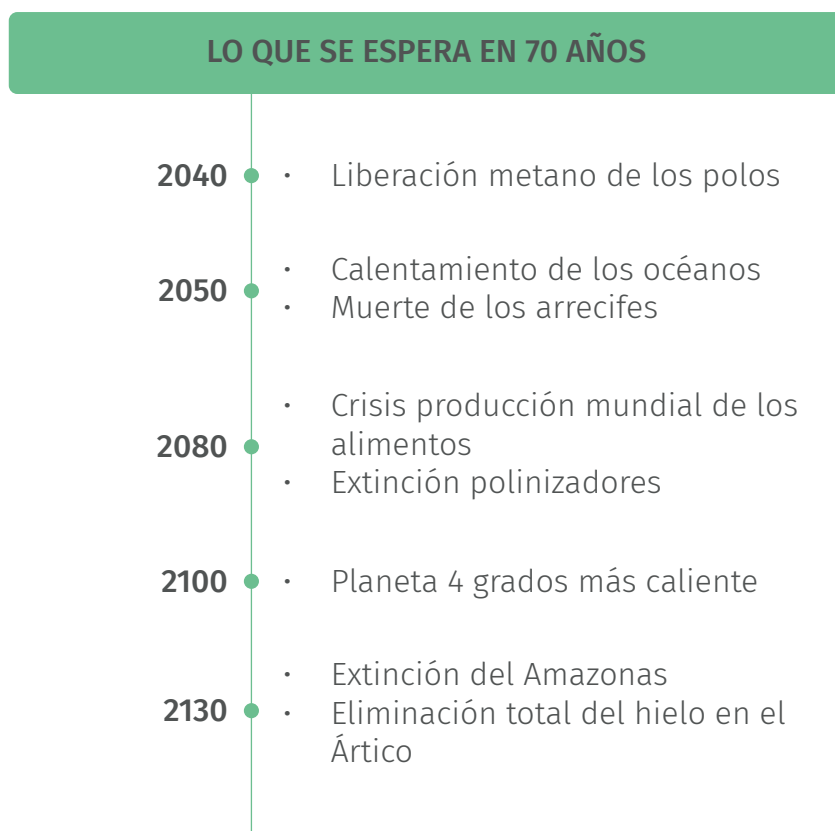 LO QUE SE ESPERA EN 70 AÑOS
2040 · Liberación metano de los polos
2050
· Calentamiento de los océanos
· Muerte de los arrecifes
2080
· Crisis producción mundial de los
alimentos
· Extinción polinizadores
2100 · Planeta 4 grados más caliente
2130
· Extinción del Amazonas
· Eliminación total del hielo en el
Ártico